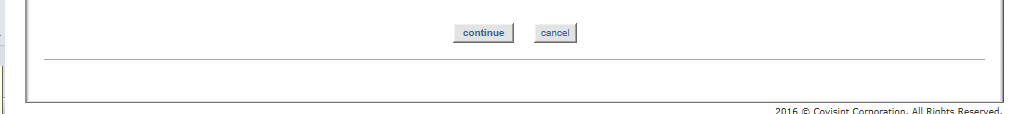 continue cancel
2016 © Covisint Corporation. All Rights Reserved.